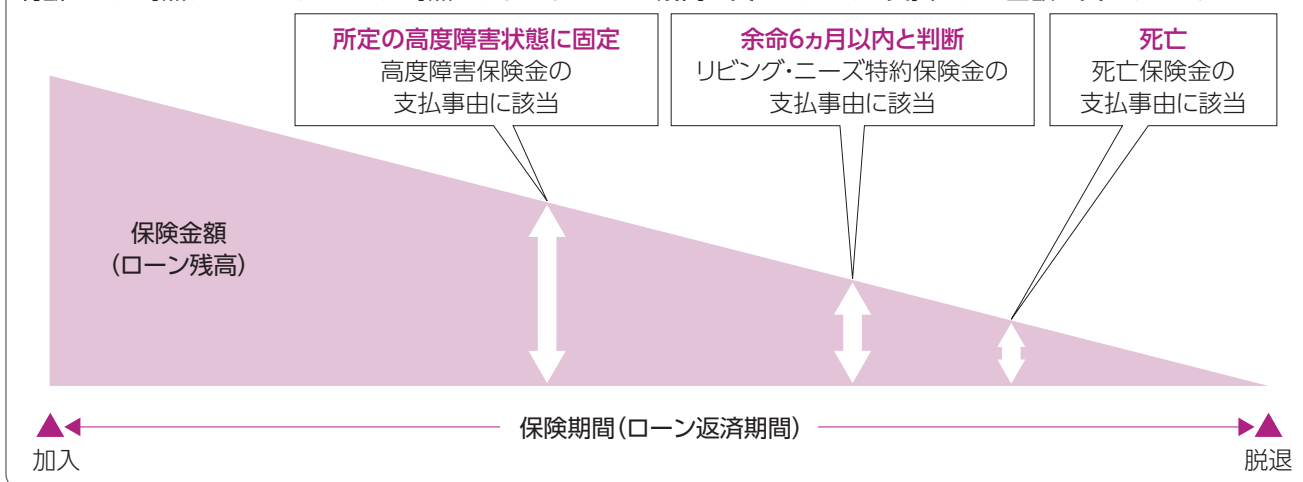 所定の高度障害状態に固定
高度障害保険金の
支払事由に該当
余命6ヵ月以内と判断
リビング・ニーズ特約保険金の
支払事由に該当
死亡
死亡保険金の
支払事由に該当
保険金額
(ローン残高)
保険期間(ローン返済期間)
加入
脱退